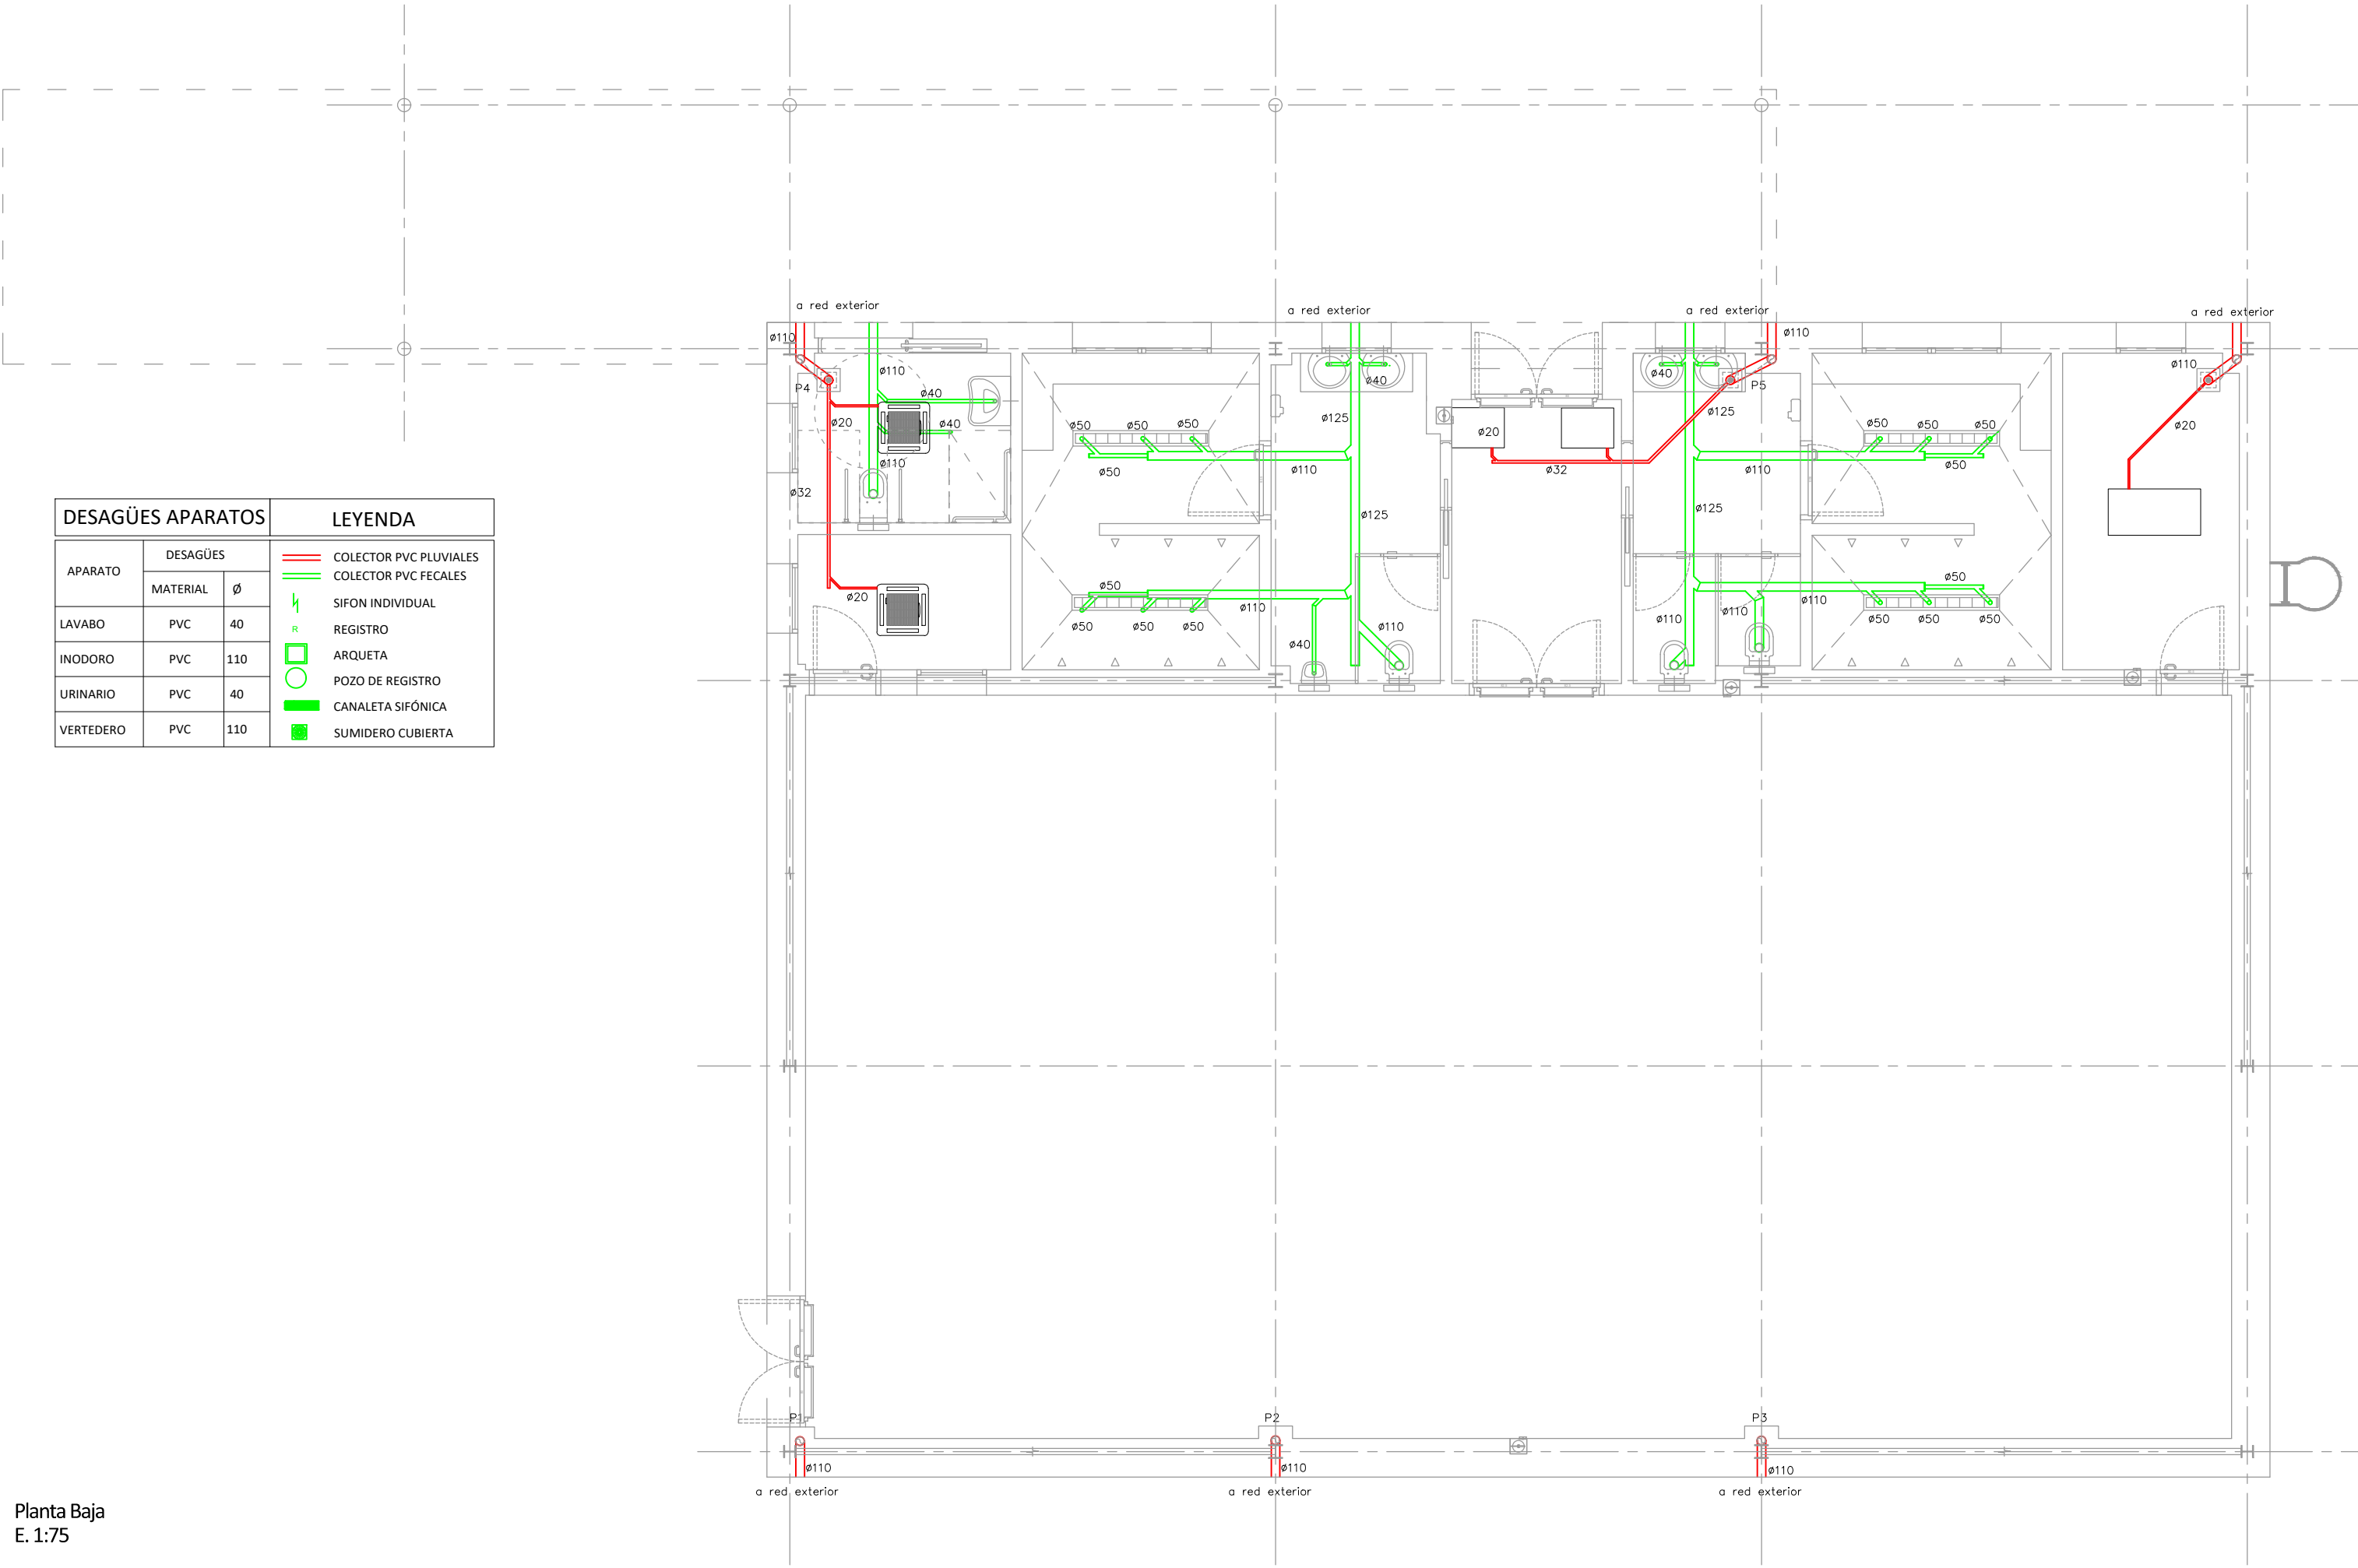 a red exterior
a red exterior
a red exterior
a red exterior
ø110
ø110
ø110
P4
ø110
ø40
ø40
ø40
P5
ø20
ø40
ø110
ø50
ø50
ø50
ø125
ø20
ø125
ø50
ø50
ø50
ø20
ø50
ø110
ø32
ø110
ø50
ø32
ø125
ø125
DESAGÜES APARATOS
LEYENDA
APARATO
DESAGÜES
MATERIAL
Ø
LAVABO PVC 40
INODORO PVC 110
URINARIO PVC 40
VERTEDERO PVC 110
COLECTOR PVC PLUVIALES
COLECTOR PVC FECALES
SIFON INDIVIDUAL
R REGISTRO
ARQUETA
POZO DE REGISTRO
CANALETA SIFÓNICA
SUMIDERO CUBIERTA
ø20
ø50
ø110
ø50
ø50
ø50
ø40
ø110
ø110
ø110
ø110
ø50
ø50
ø50
ø50
P1
P2
P3
ø110
ø110
ø110
a red exterior
a red exterior
a red exterior
Planta Baja
E. 1:75